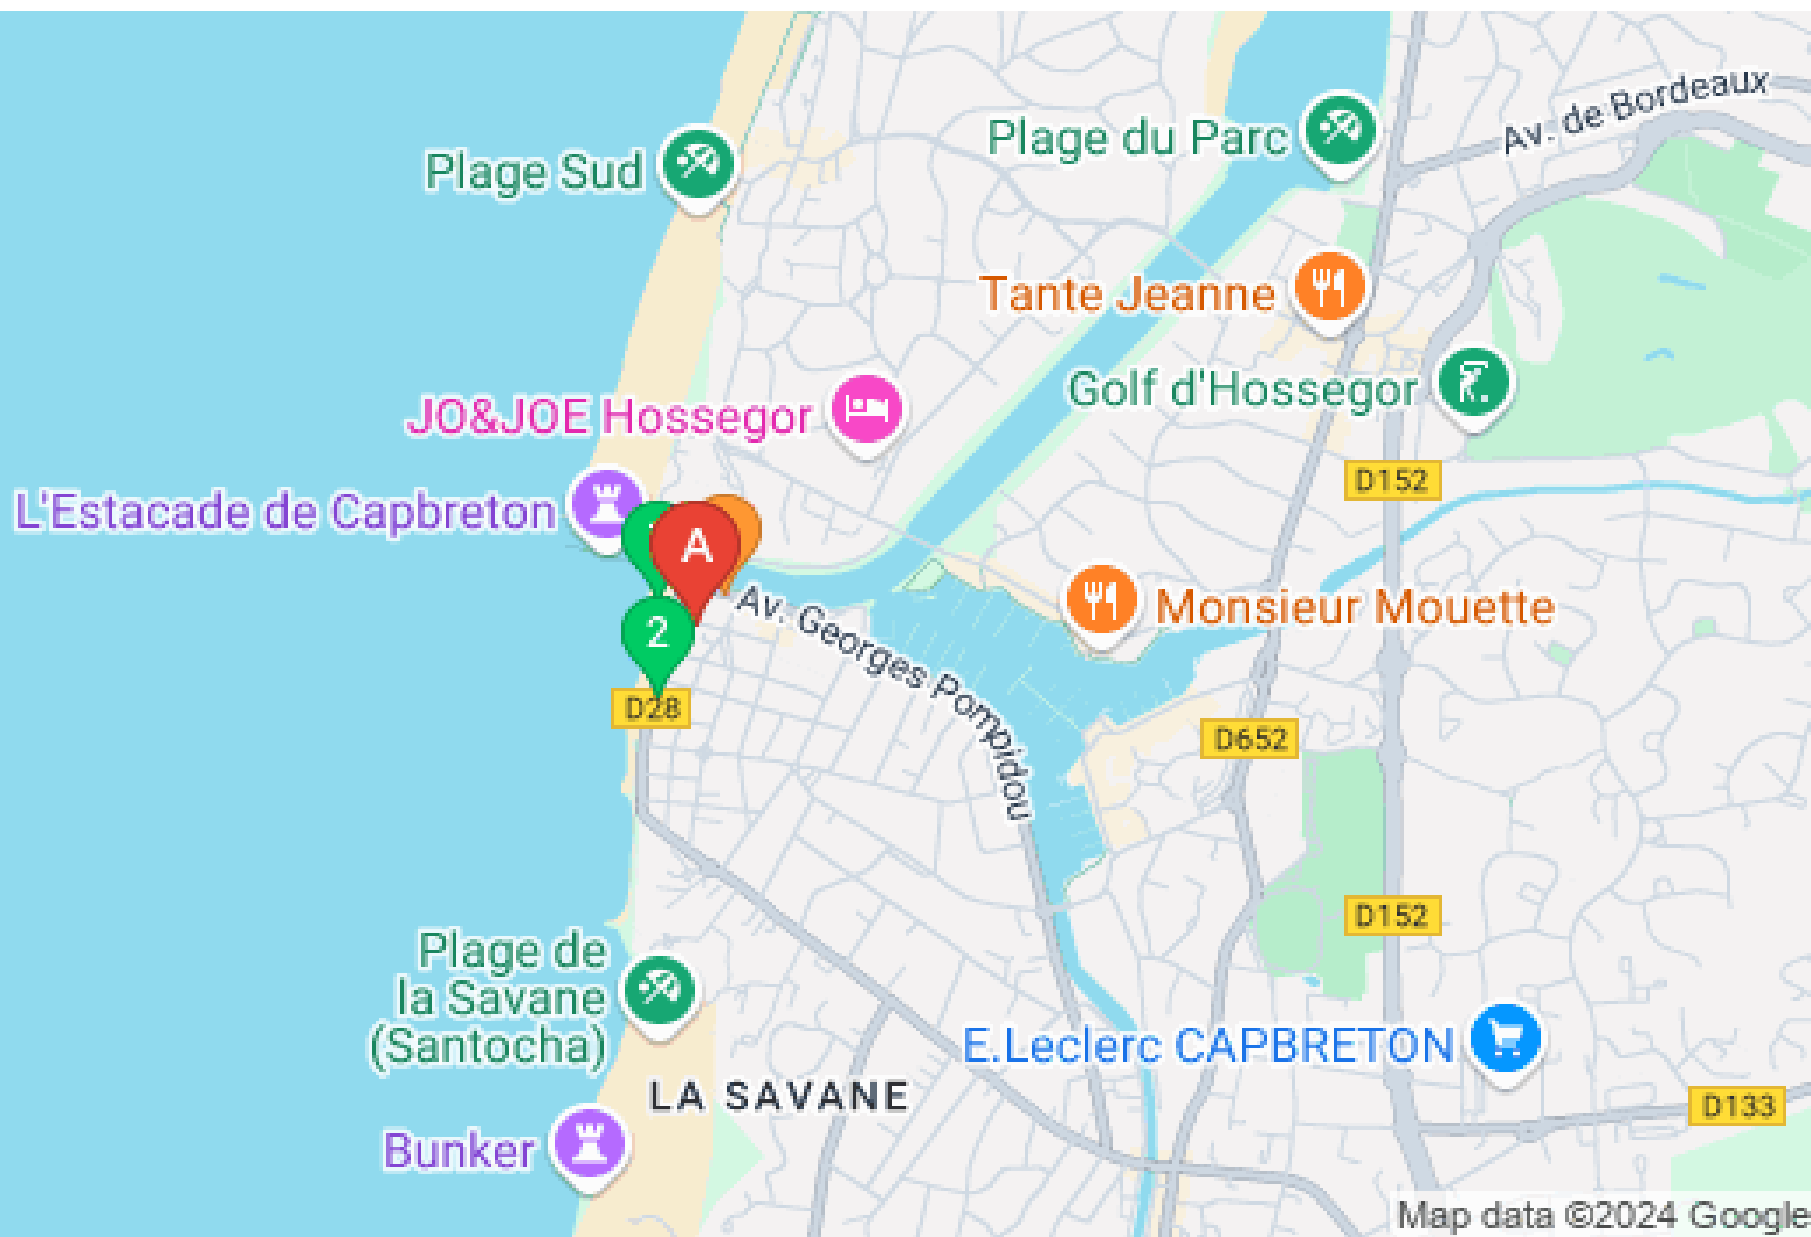 Av. de Bordeaux
Plage du Parc
Plage Sud
Tante Jeanne
Golf d'Hossegor
JO&JOE Hossegor
D152
L'Estacade de Capbreton
A
Av. Georges Pompidou
Monsieur Mouette
2
D28
D652
D152
Plage de
la Savane
(Santocha)
E.Leclerc CAPBRETON
LA SAVANE
D133
Bunker
Map data ©2024 Google